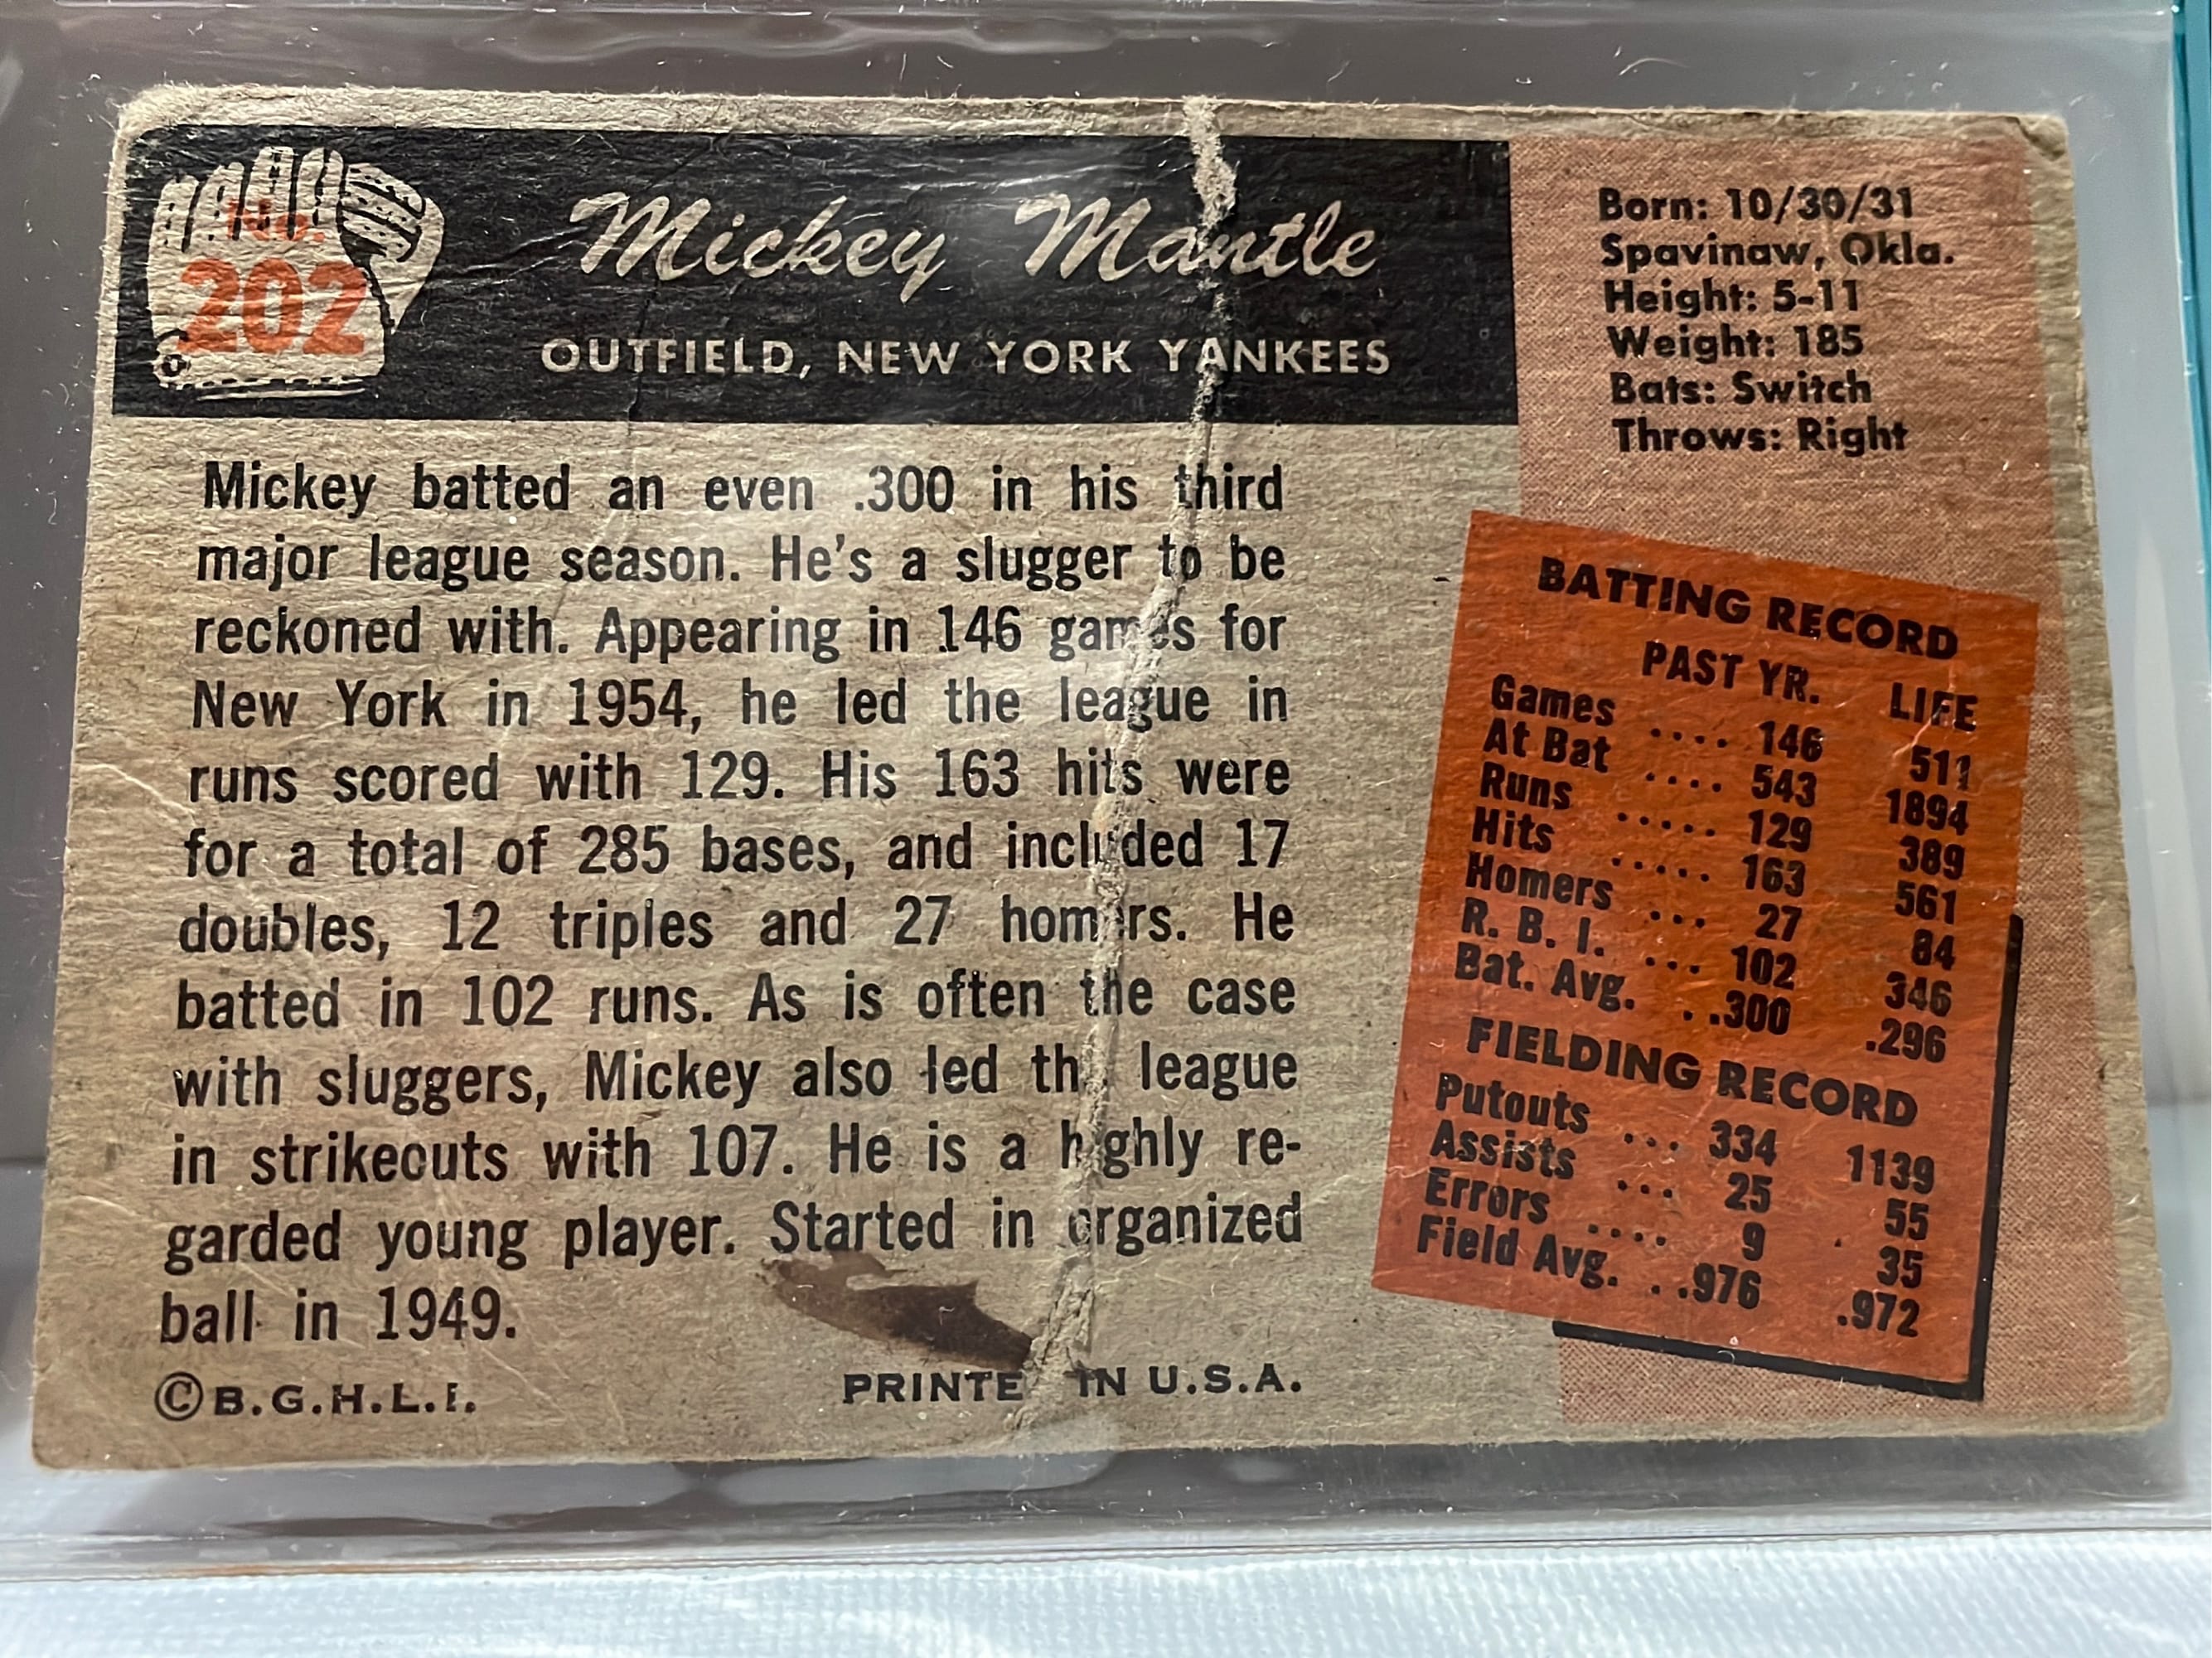 No.
202
Mickey Mantle
OUTFIELD, NEW YORK YANKEES
Born: 10/30/31
Spavinaw, Okla.
Height: 5-11
Weight: 185
Bats: Switch
Throws: Right
Mickey batted an even .300 in his third
major league season. He's a slugger to be
reckoned with. Appearing in 146 games for
New York in 1954, he led the league in
runs scored with 129. His 163 hits were
for a total of 285 bases, and included 17
doubles, 12 triples and 27 homers. He
batted in 102 runs. As is often the case
with sluggers, Mickey also led the league
in strikeouts with 107. He is a highly re-
garded young player. Started in organized
ball in 1949.
© B.G.H.L.I.
PRINTED IN U.S.A.
BATTING RECORD
PAST YR. LIFE
Games .... 146 511
At Bat .... 543 1894
Runs ..... 129 389
Hits ..... 163 561
Homers ... 27 84
R. B. I. ... 102 346
Bat. Avg. . .300 .296
FIELDING RECORD
Putouts ... 334 1139
Assists ... 25 55
Errors .... 9 35
Field Avg. . .976 .972